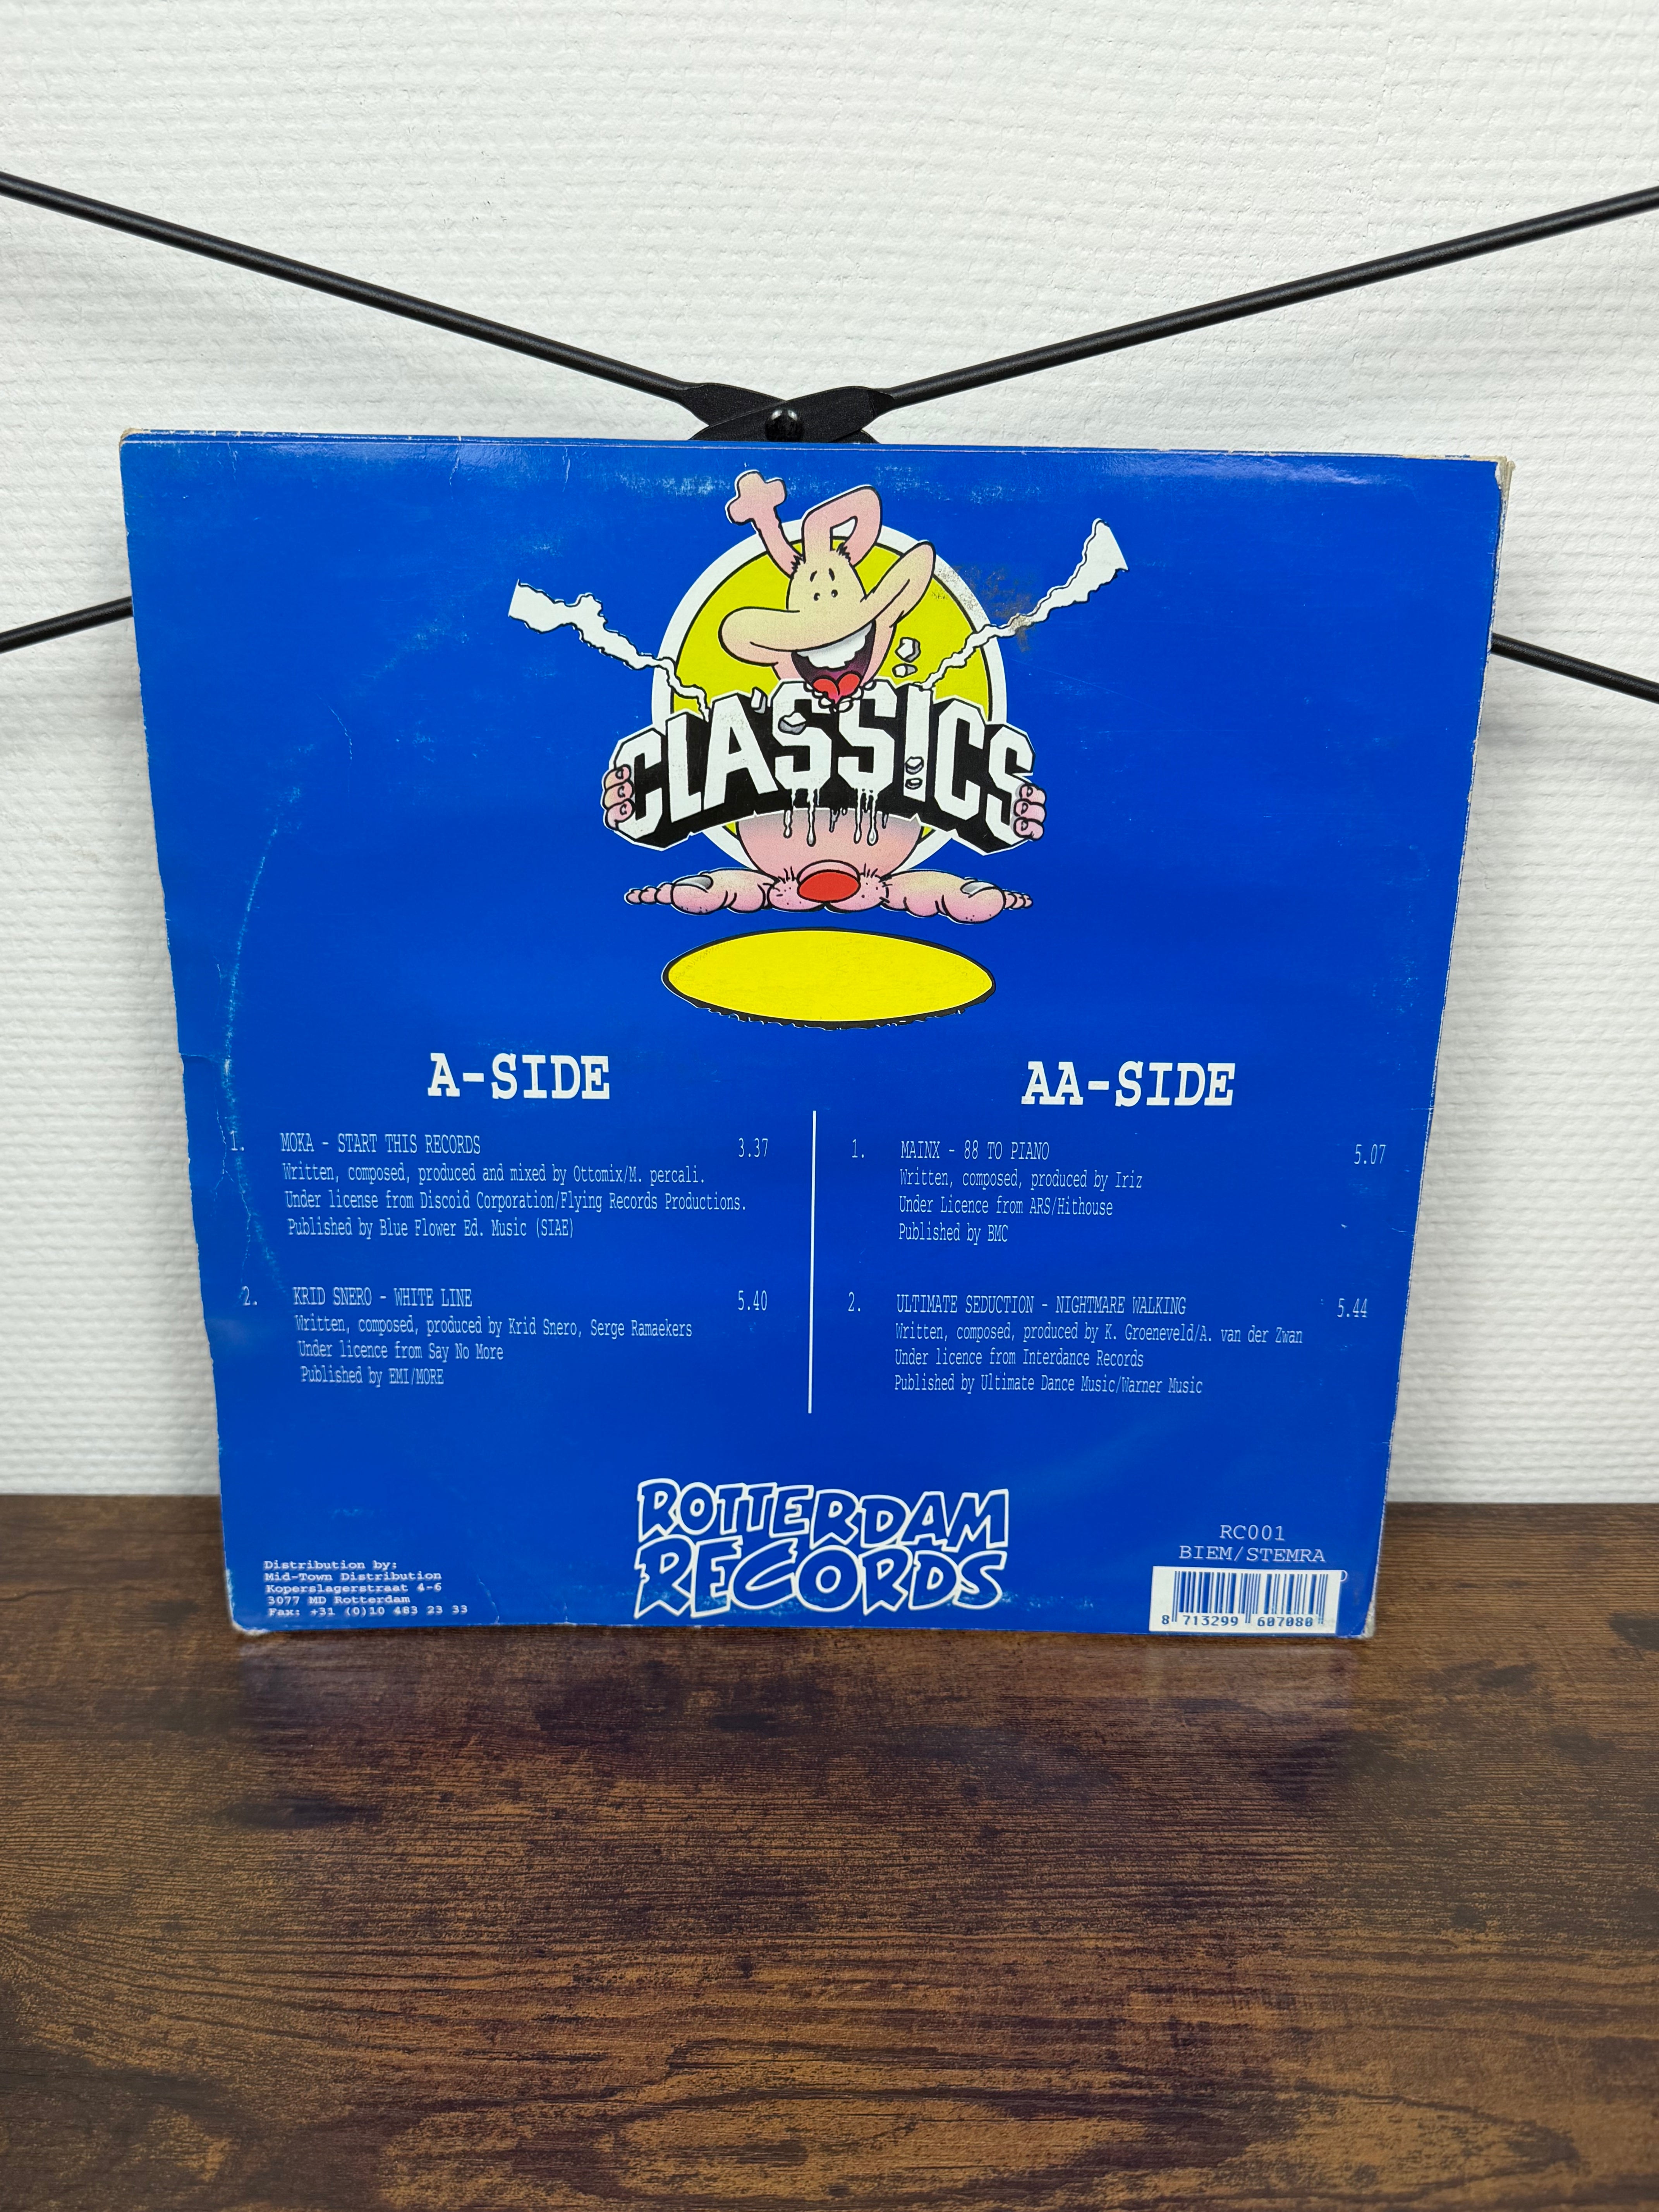 CLASSICS
A-SIDE
1. MOKA - START THIS RECORDS 3.37
Written, composed, produced and mixed by Ottomix/M. percali.
Under license from Discoid Corporation/Flying Records Productions.
Published by Blue Flower Ed. Music (SIAE)
2. KRID SNERO - WHITE LINE 5.40
Written, composed, produced by Krid Snero, Serge Ramaekers
Under licence from Say No More
Published by EMI/MORE
AA-SIDE
1. MAINX - 88 TO PIANO 5.07
Written, composed, produced by Iriz
Under Licence from ARS/Hithouse
Published by BMC
2. ULTIMATE SEDUCTION - NIGHTMARE WALKING 5.44
Written, composed, produced by K. Groeneveld/A. van der Zwan
Under licence from Interdance Records
Published by Ultimate Dance Music/Warner Music
Distribution by:
Mid-Town Distribution
Koperslagerstraat 4-6
3077 MD Rotterdam
Fax: +31 (0)10 483 23 33
ROTTERDAM
RECORDS
RC001
BIEM/STEMRA
8 713299 607080